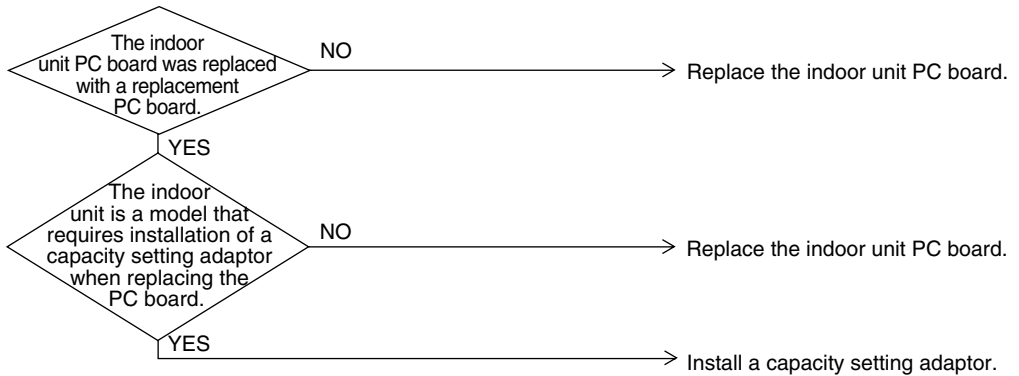 The indoor
unit PC board was replaced
with a replacement
PC board.
NO
Replace the indoor unit PC board.
YES
The indoor
unit is a model that
requires installation of a
capacity setting adaptor
when replacing the
PC board.
NO
Replace the indoor unit PC board.
YES
Install a capacity setting adaptor.